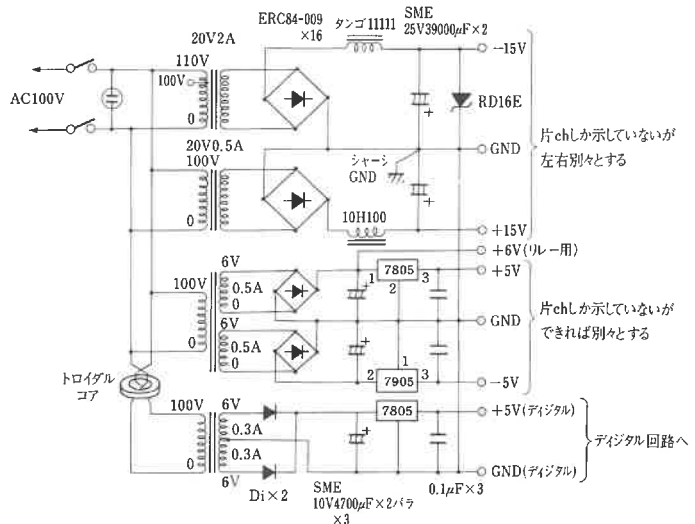 ERC84-009
×16
タンゴ11111
SME
25V39000μF×2
20V2A
110V
100V
0
AC100V
−15V
+
RD16E
GND
シャーシ
GND
片chしか示していないが
左右別々とする
20V0.5A
100V
0
+
10H100
+15V
+6V(リレー用)
100V
0
6V
0.5A
0
6V
0.5A
0
+
1
7805
3
2
+5V
GND
片chしか示していないが
できれば別々とする
+
1
2
7905
3
−5V
トロイダル
コア
100V
0
6V
0.3A
0.3A
6V
Di×2
+
7805
+5V(ディジタル)
ディジタル回路へ
GND(ディジタル)
SME
10V4700μF×2パラ
×3
0.1μF×3